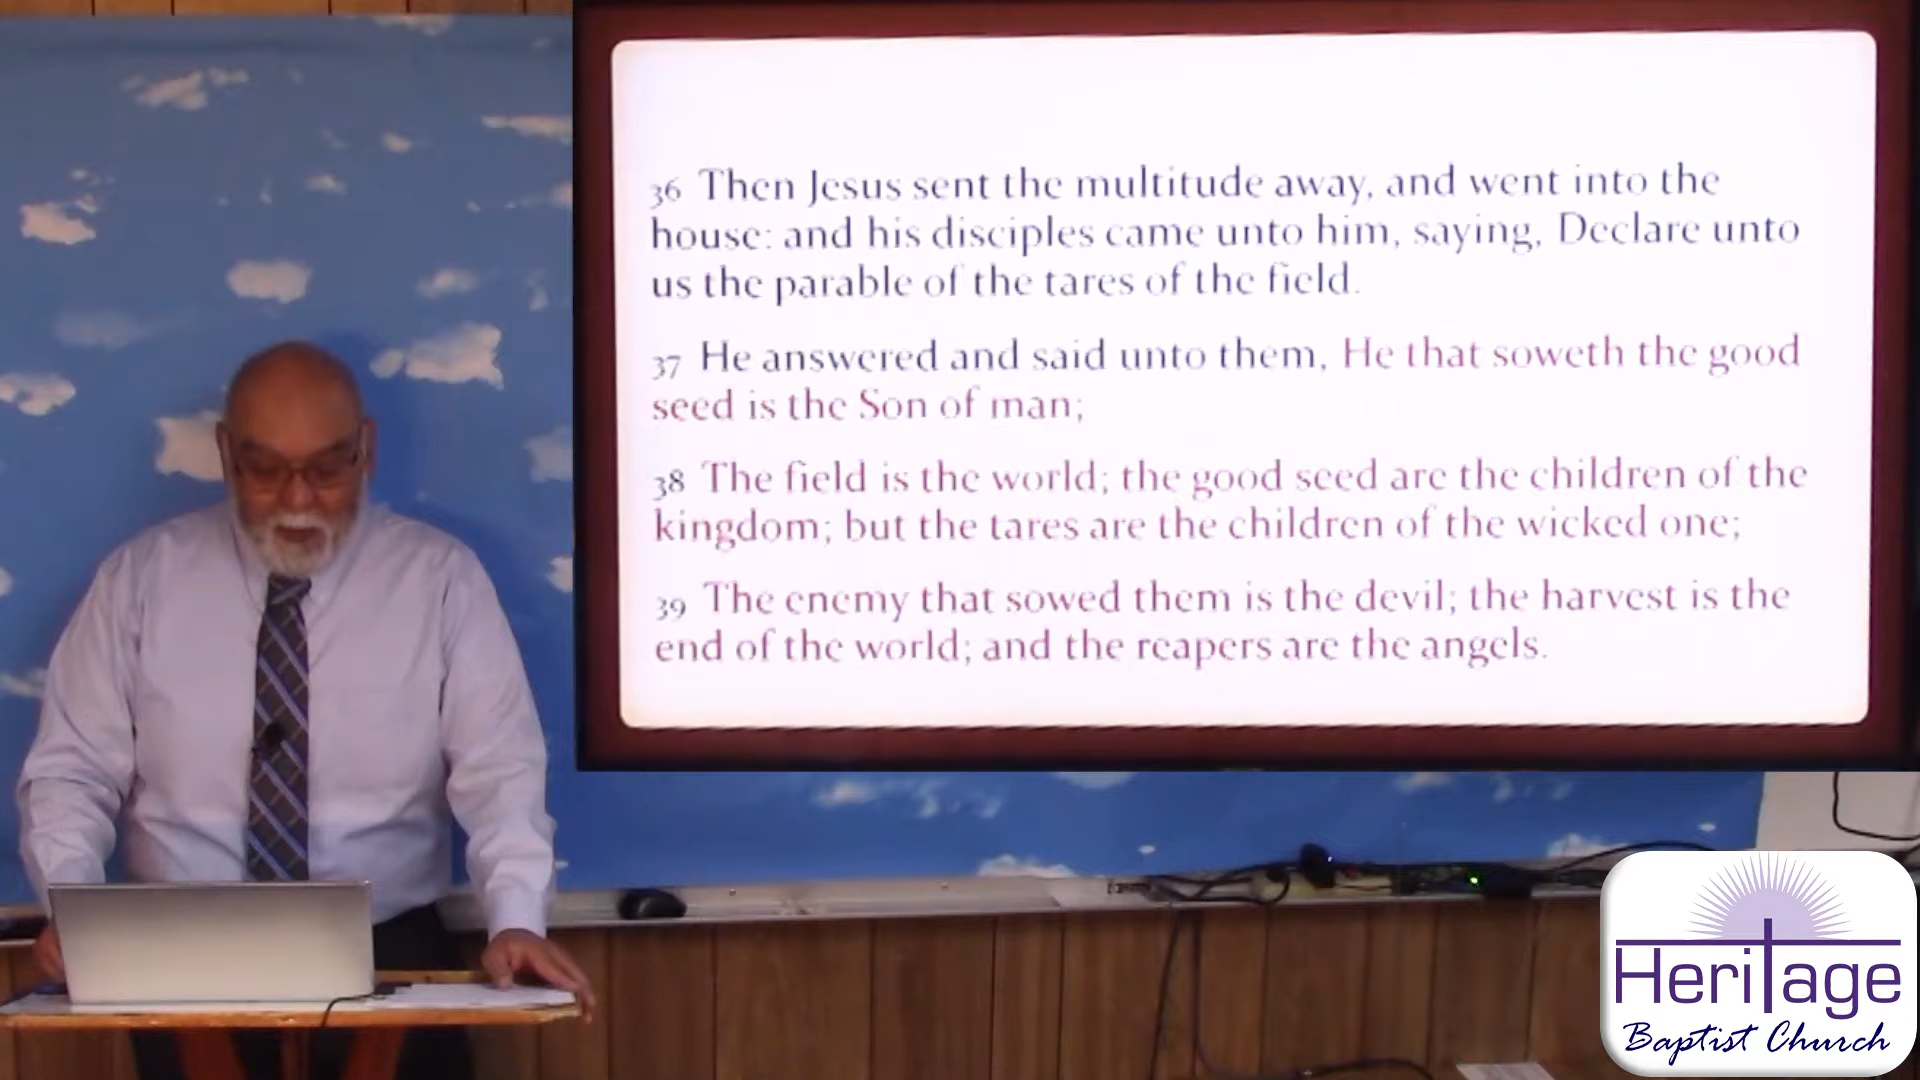 36 Then Jesus sent the multitude away, and went into the
house: and his disciples came unto him, saying, Declare unto
us the parable of the tares of the field.
37 He answered and said unto them, He that soweth the good
seed is the Son of man;
38 The field is the world; the good seed are the children of the
kingdom; but the tares are the children of the wicked one;
39 The enemy that sowed them is the devil; the harvest is the
end of the world; and the reapers are the angels.
Heritage
Baptist Church